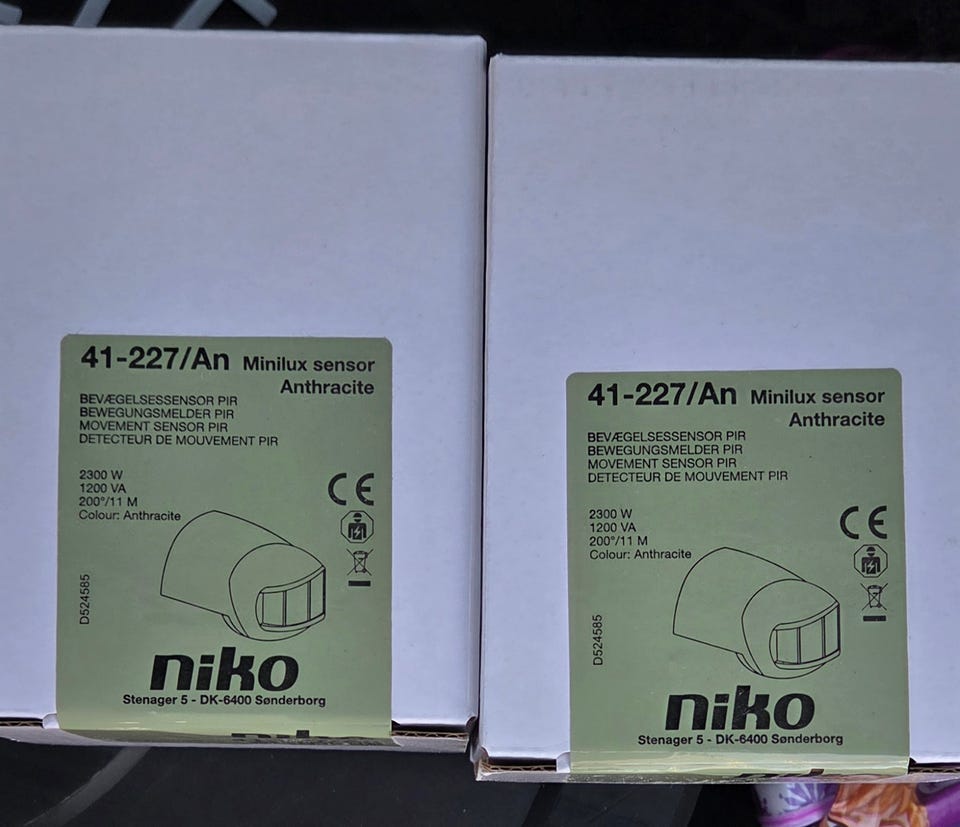 41-227/An Minilux sensor
Anthracite
BEVÆGELSESSENSOR PIR
BEWEGUNGSMELDER PIR
MOVEMENT SENSOR PIR
DETECTEUR DE MOUVEMENT PIR
2300 W
1200 VA
200°/11 M
Colour: Anthracite
CE
D524585
niko
Stenager 5 - DK-6400 Sønderborg
niko
41-227/An Minilux sensor
Anthracite
BEVÆGELSESSENSOR PIR
BEWEGUNGSMELDER PIR
MOVEMENT SENSOR PIR
DETECTEUR DE MOUVEMENT PIR
2300 W
1200 VA
200°/11 M
Colour: Anthracite
CE
D524585
niko
Stenager 5 - DK-6400 Sønderborg